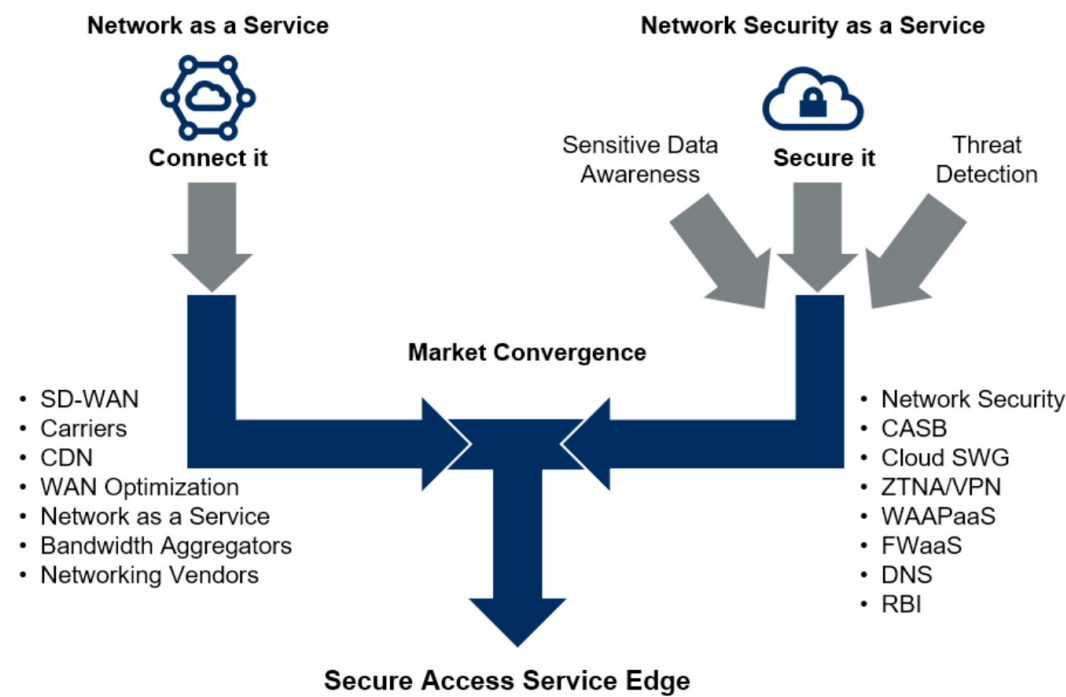 Network as a Service
Network Security as a Service
Connect it
Sensitive Data
Awareness
Secure it
Threat
Detection
Market Convergence
• SD-WAN
• Carriers
• CDN
• WAN Optimization
• Network as a Service
• Bandwidth Aggregators
• Networking Vendors
• Network Security
• CASB
• Cloud SWG
• ZTNA/VPN
• WAAPaaS
• FWaaS
• DNS
• RBI
Secure Access Service Edge